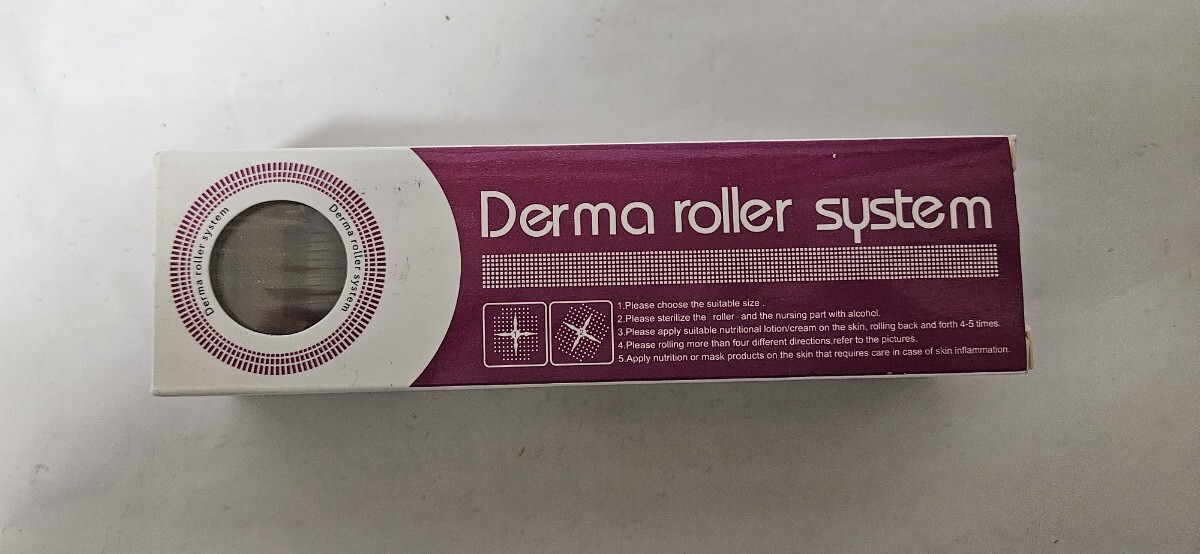 Derma roller system
Derma roller system
Derma roller system
1.Please choose the suitable size .
2.Please sterilize the roller and the nursing part with alcohol.
3.Please apply suitable nutritional lotion/cream on the skin, rolling back and forth 4-5 times.
4.Please rolling more than four different directions,refer to the pictures.
5.Apply nutrition or mask products on the skin that requires care in case of skin inflammation.